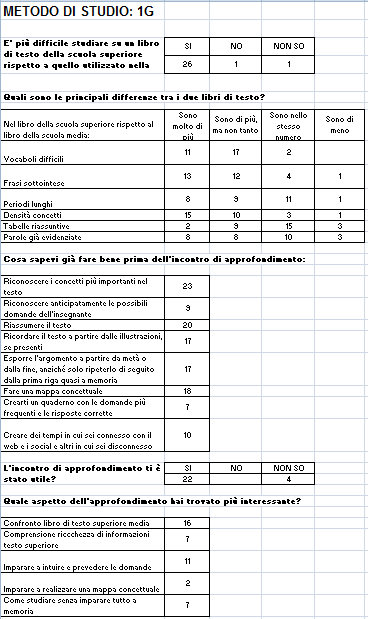 METODO DI STUDIO: 1G
E' più difficile studiare su un libro
di testo della scuola superiore
rispetto a quello utilizzato nella
SI NO NON SO
26 1 1
Quali sono le principali differenze tra i due libri di testo?
Nel libro della scuola superiore rispetto al
libro della scuola media:
Sono
molto di
più
Sono di più,
ma non tanto
Sono nello
stesso
numero
Sono di
meno
Vocaboli difficili 11 17 2
Frasi sottointese 13 12 4 1
Periodi lunghi 8 9 11 1
Densità concetti 15 10 3 1
Tabelle riassuntive 2 9 15 3
Parole già evidenziate 8 8 10 3
Cosa sapevi già fare bene prima dell'incontro di approfondimento:
Riconoscere i concetti più importanti nel
testo 23
Riconoscere anticipatamente le possibili
domande dell'insegnante 9
Riassumere il testo 20
Ricordare il testo a partire dalle illustrazioni,
se presenti 17
Esporre l'argomento a partire da metà o
dalla fine, anziché solo ripeterlo di seguito
dalla prima riga quasi a memoria 17
Fare una mappa concettuale 18
Crearti un quaderno con le domande più
frequenti e le risposte corrette 7
Creare dei tempi in cui sei connesso con il
web e i social e altri in cui sei disconnesso 10
L'incontro di approfondimento ti è
stato utile?
SI NO NON SO
22 4
Quale aspetto dell'approfondimento hai trovato più interessante?
Confronto libro di testo superiore media 16
Comprensione ricchezza di informazioni
testo superiore 7
Imparare a intuire e prevedere le domande 11
Imparare a realizzare una mappa concettuale 2
Come studiare senza imparare tutto a
memoria 7